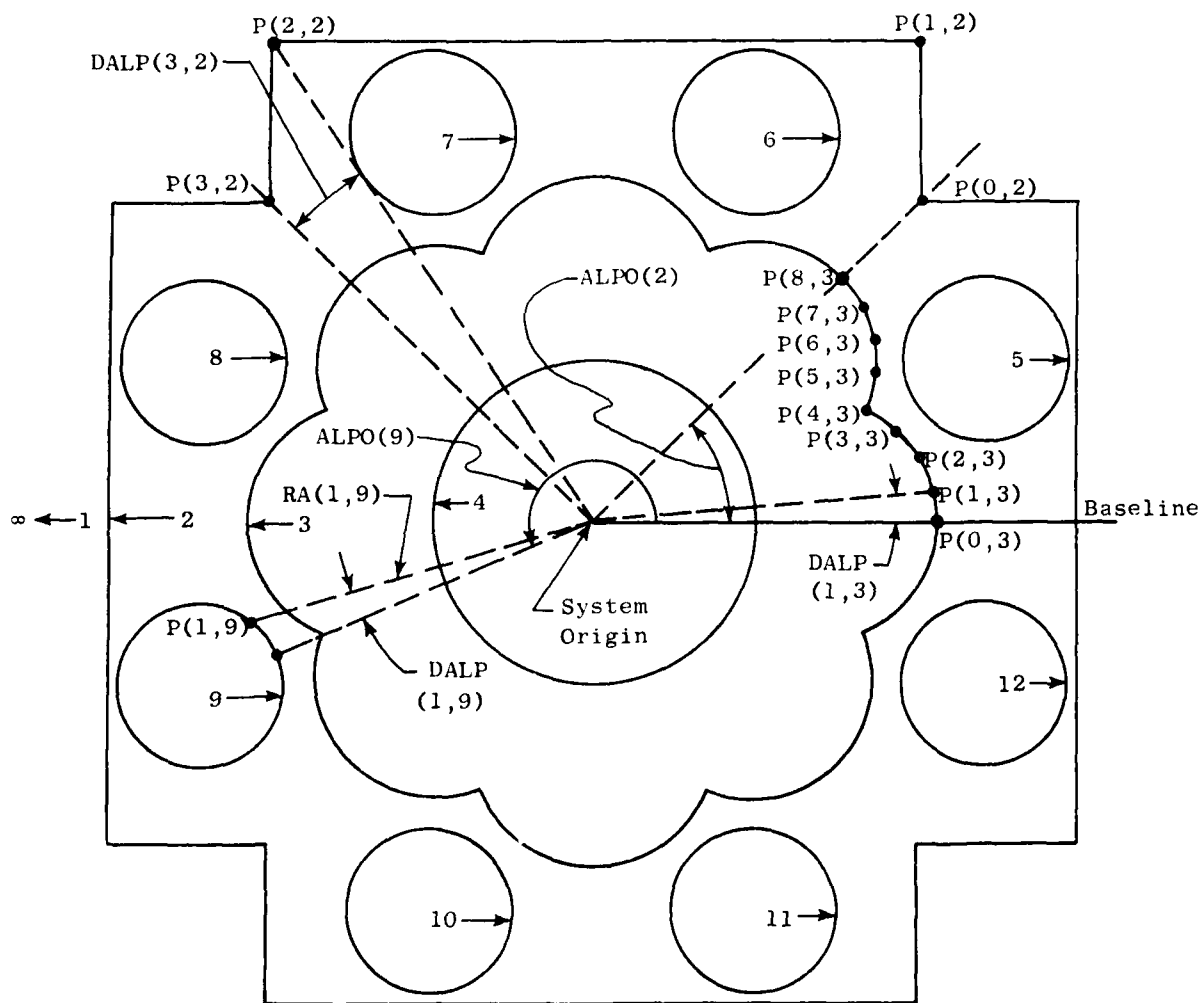 P(2,2)
P(1,2)
DALP(3,2)
7
6
P(3,2)
P(0,2)
ALPO(2)
P(8,3)
P(7,3)
P(6,3)
P(5,3)
P(4,3)
P(3,3)
P(2,3)
P(1,3)
P(0,3)
8
5
ALPO(9)
RA(1,9)
4
Baseline
∞
1
2
3
DALP
(1,3)
System
Origin
P(1,9)
DALP
(1,9)
9
12
10
11